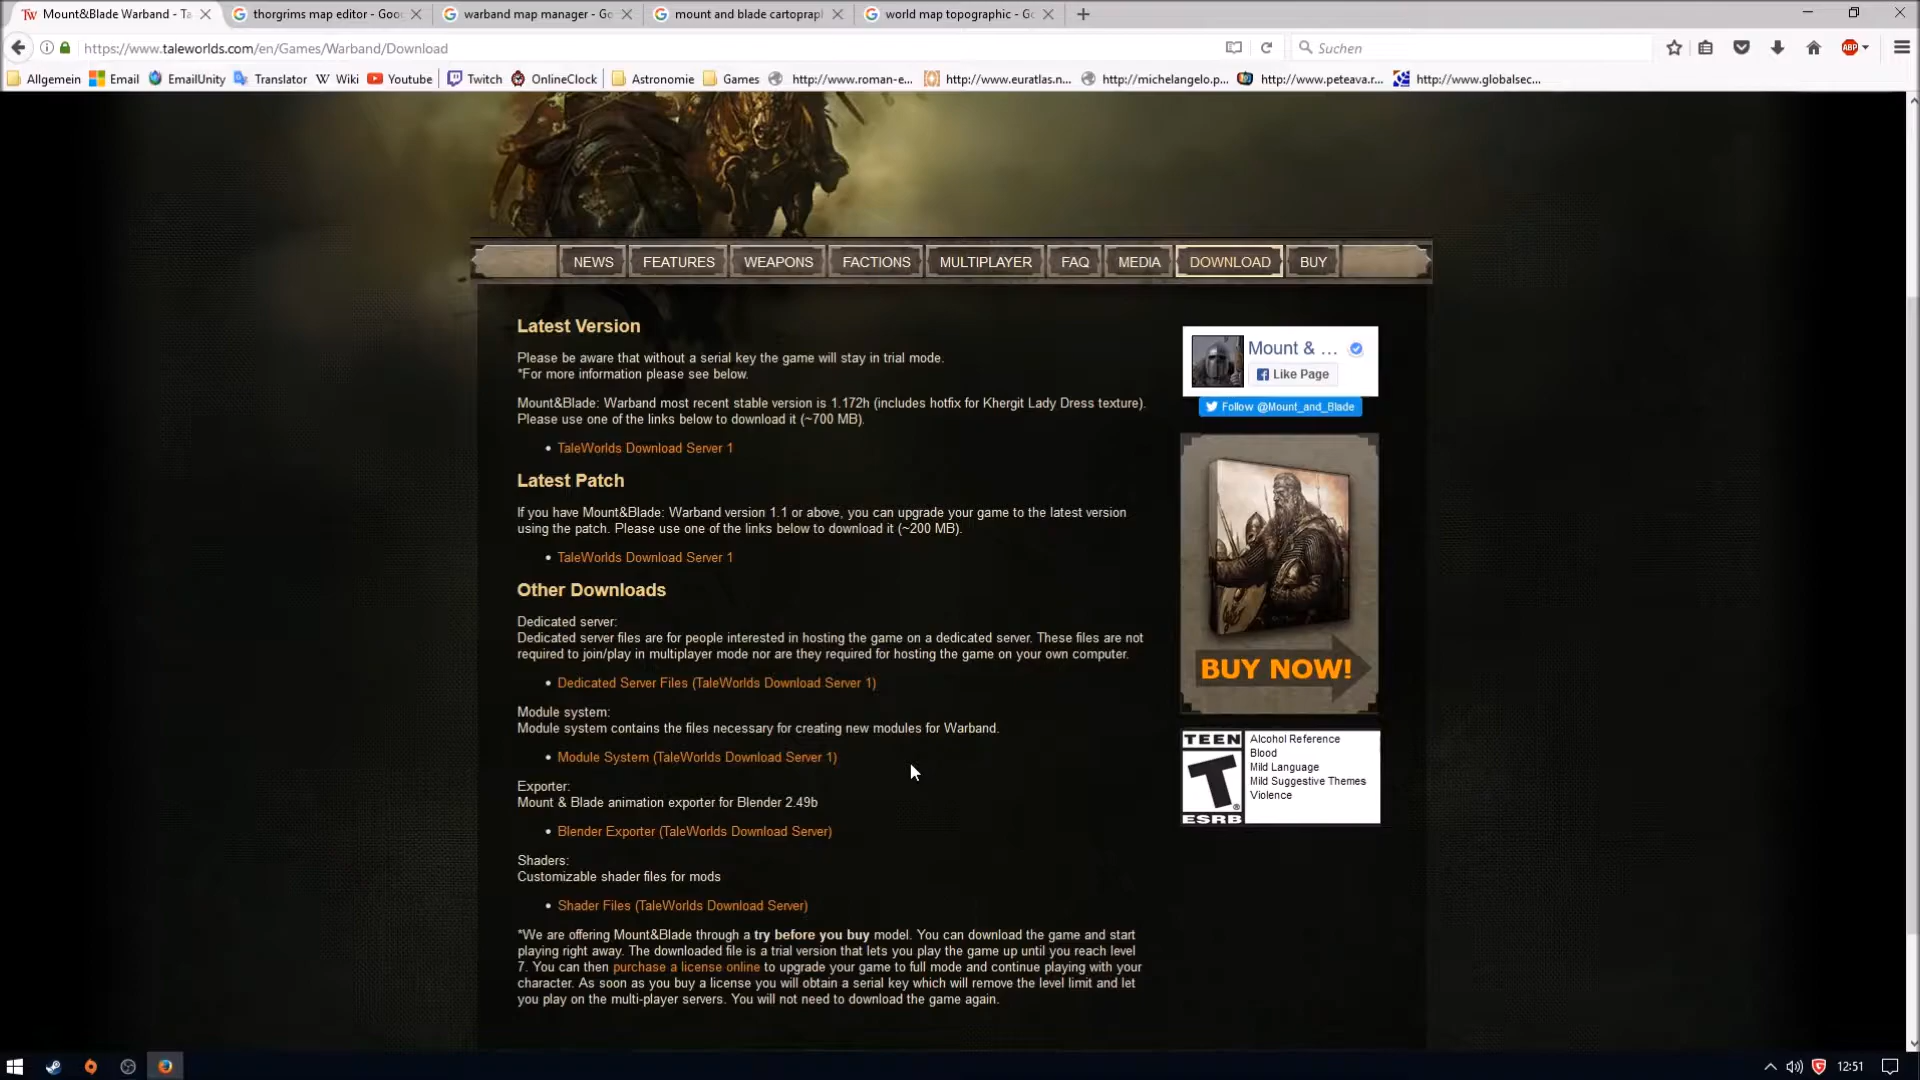 Mount&Blade Warband - Ta
thorgrims map editor - Goo
warband map manager - Go
mount and blade cartograph
world map topographic - Go
https://www.taleworlds.com/en/Games/Warband/Download
Suchen
ABP
Allgemein Email EmailUnity Translator Wiki Youtube Twitch OnlineClock Astronomie Games http://www.roman-e... http://www.euratlas.n... http://michelangelo.p... http://www.peteava.r... http://www.globalsec...
NEWS FEATURES WEAPONS FACTIONS MULTIPLAYER FAQ MEDIA DOWNLOAD BUY
Latest Version
Please be aware that without a serial key the game will stay in trial mode.
*For more information please see below.
Mount&Blade: Warband most recent stable version is 1.172h (includes hotfix for Khergit Lady Dress texture).
Please use one of the links below to download it (~700 MB).
• TaleWorlds Download Server 1
Latest Patch
If you have Mount&Blade: Warband version 1.1 or above, you can upgrade your game to the latest version
using the patch. Please use one of the links below to download it (~200 MB).
• TaleWorlds Download Server 1
Other Downloads
Dedicated server:
Dedicated server files are for people interested in hosting the game on a dedicated server. These files are not
required to join/play in multiplayer mode nor are they required for hosting the game on your own computer.
• Dedicated Server Files (TaleWorlds Download Server 1)
Module system:
Module system contains the files necessary for creating new modules for Warband.
• Module System (TaleWorlds Download Server 1)
Exporter:
Mount & Blade animation exporter for Blender 2.49b
• Blender Exporter (TaleWorlds Download Server)
Shaders:
Customizable shader files for mods
• Shader Files (TaleWorlds Download Server)
*We are offering Mount&Blade through a try before you buy model. You can download the game and start
playing right away. The downloaded file is a trial version that lets you play the game up until you reach level
7. You can then purchase a license online to upgrade your game to full mode and continue playing with your
character. As soon as you buy a license you will obtain a serial key which will remove the level limit and let
you play on the multi-player servers. You will not need to download the game again.
Mount & ...
Like Page
Follow @Mount_and_Blade
BUY NOW!
TEEN
T
ESRB
Alcohol Reference
Blood
Mild Language
Mild Suggestive Themes
Violence
12:51